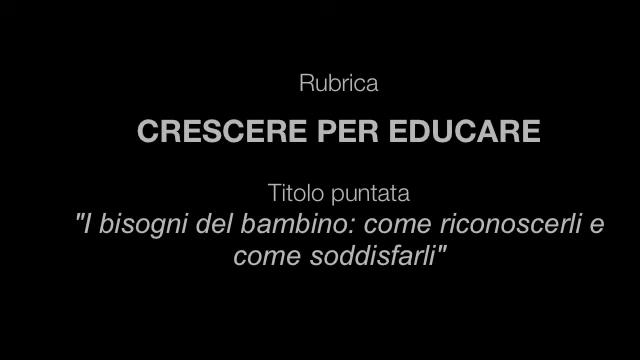 Rubrica
CRESCERE PER EDUCARE
Titolo puntata
"I bisogni del bambino: come riconoscerli e
come soddisfarli"